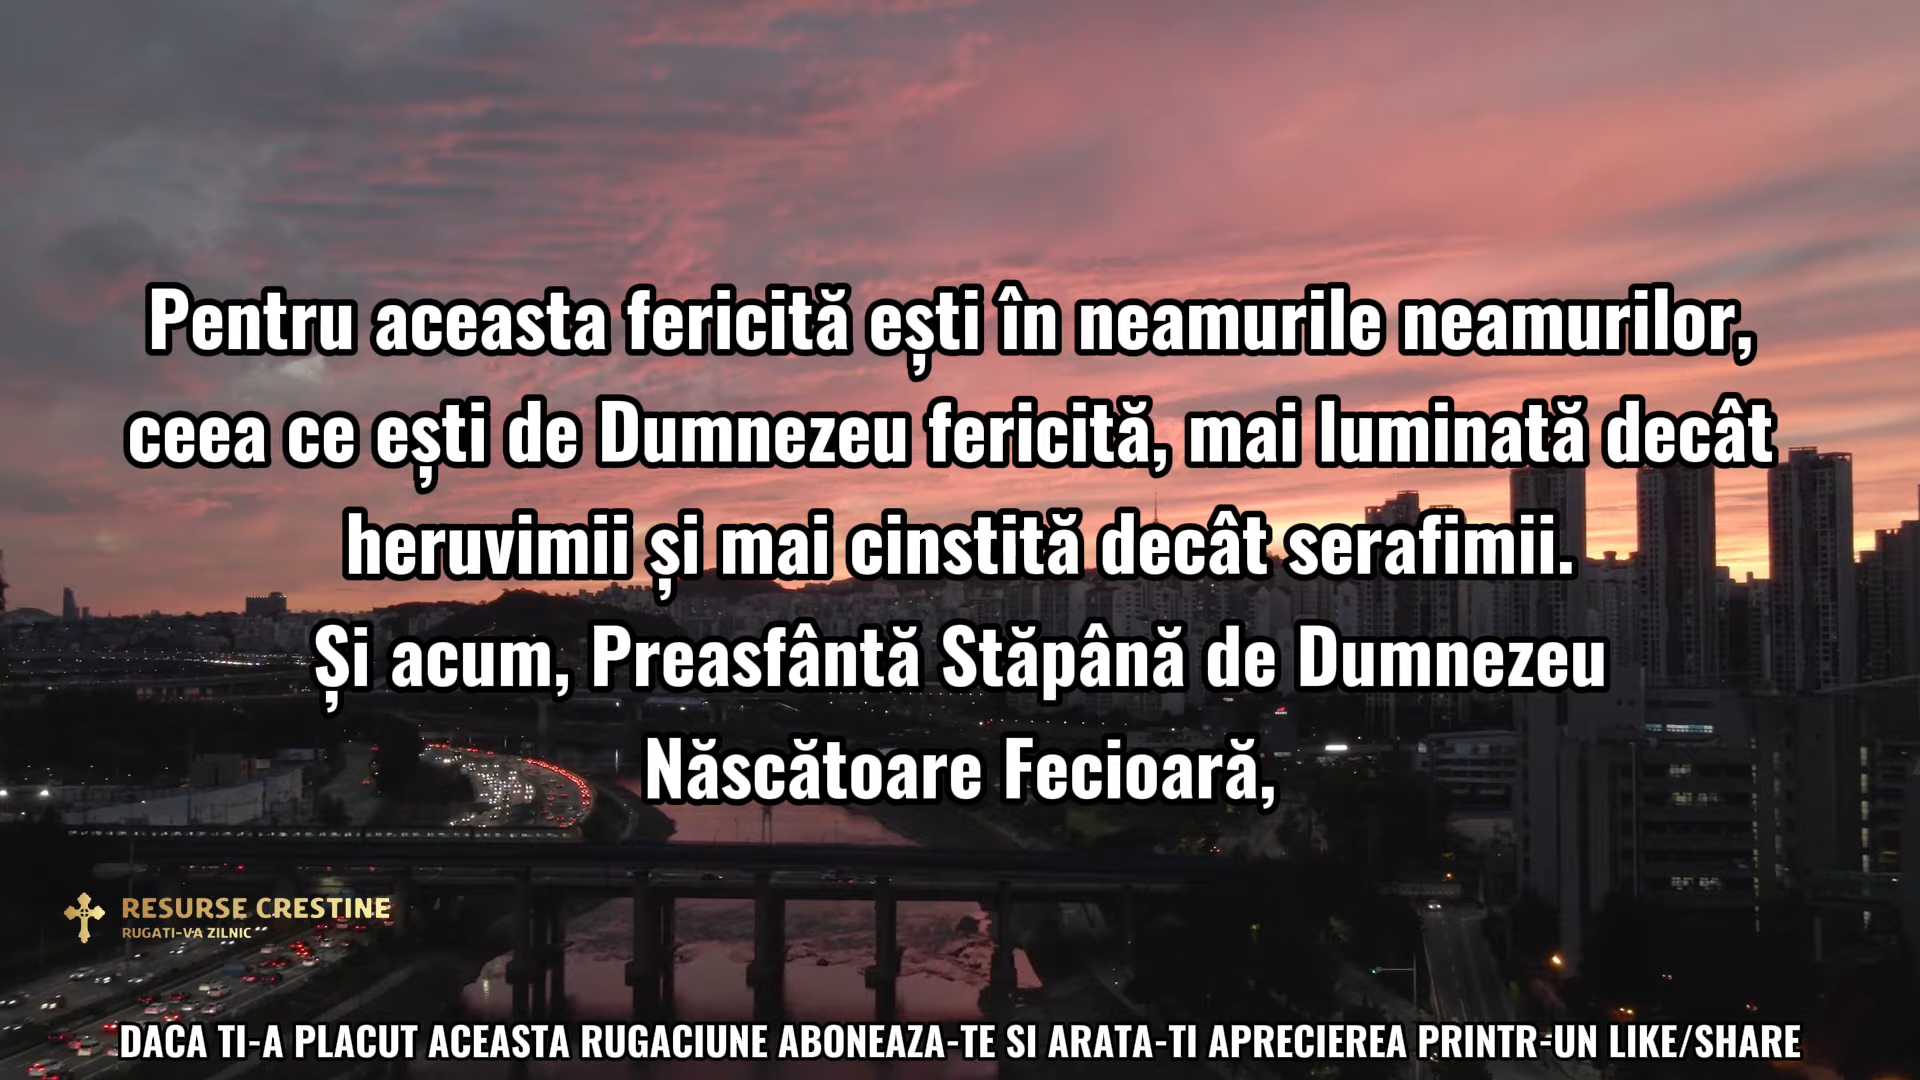 Pentru aceasta fericită ești în neamurile neamurilor,
ceea ce ești de Dumnezeu fericită, mai luminată decât
heruvimii și mai cinstită decât serafimii.
Și acum, Preasfântă Stăpână de Dumnezeu
Născătoare Fecioară,
RESURSE CRESTINE
RUGATI-VA ZILNIC
DACA TI-A PLACUT ACEASTA RUGACIUNE ABONEAZA-TE SI ARATA-TI APRECIEREA PRINTR-UN LIKE/SHARE